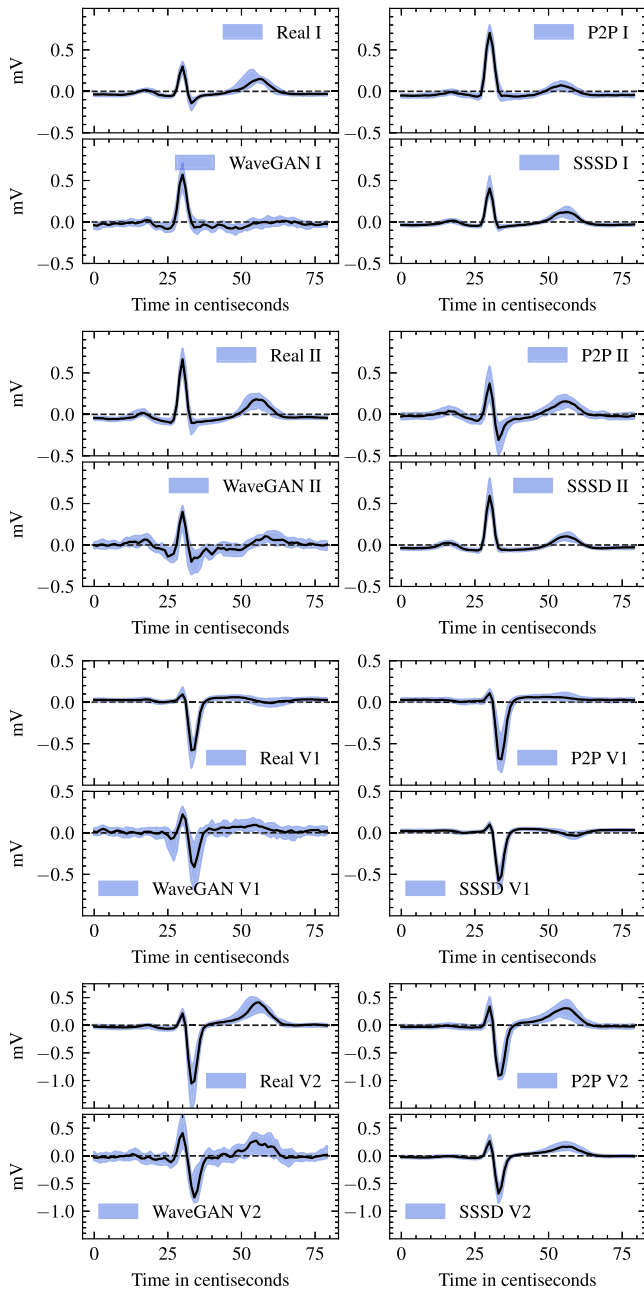 Real I
P2P I
mV
0.5
0.0
−0.5
WaveGAN I
SSSD I
mV
0.5
0.0
−0.5
0 25 50 75
0 25 50 75
Time in centiseconds
Time in centiseconds
Real II
P2P II
mV
0.5
0.0
−0.5
WaveGAN II
SSSD II
mV
0.5
0.0
−0.5
0 25 50 75
0 25 50 75
Time in centiseconds
Time in centiseconds
mV
0.5
0.0
−0.5
Real V1
P2P V1
mV
0.5
0.0
−0.5
WaveGAN V1
SSSD V1
0 25 50 75
0 25 50 75
Time in centiseconds
Time in centiseconds
mV
0.5
0.0
−0.5
−1.0
Real V2
P2P V2
mV
0.5
0.0
−0.5
−1.0
WaveGAN V2
SSSD V2
0 25 50 75
0 25 50 75
Time in centiseconds
Time in centiseconds